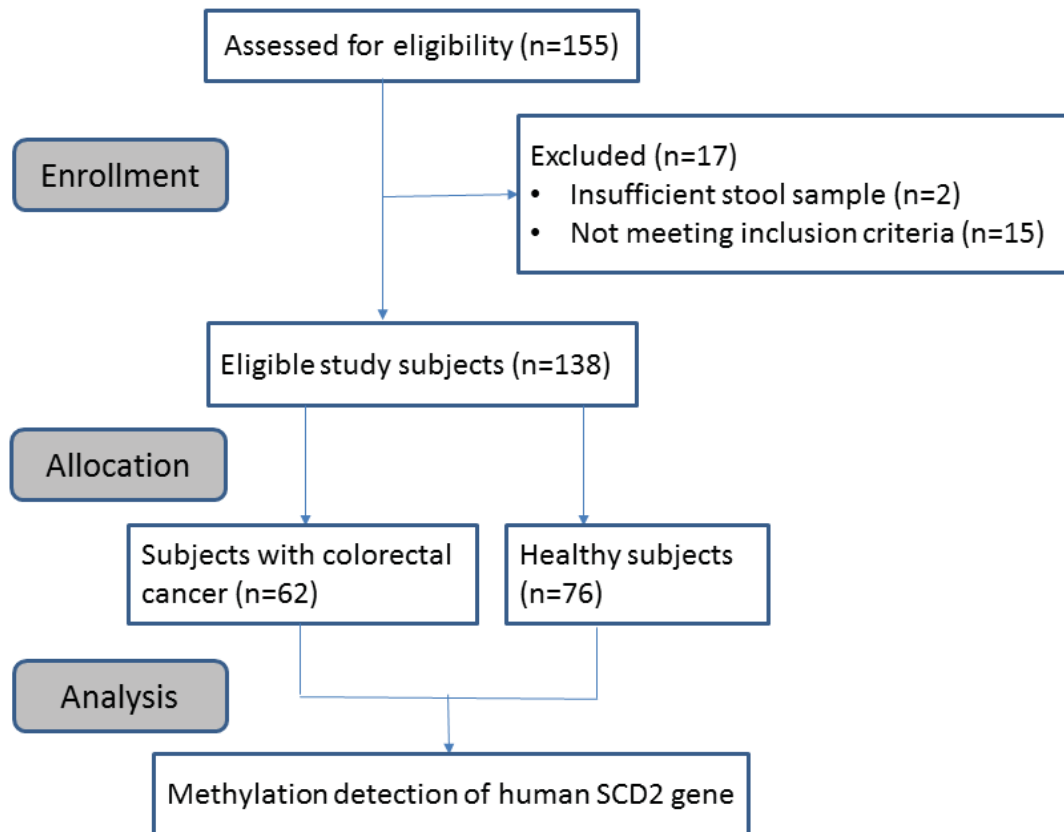 Assessed for eligibility (n=155)
Enrollment
Excluded (n=17)
• Insufficient stool sample (n=2)
• Not meeting inclusion criteria (n=15)
Eligible study subjects (n=138)
Allocation
Subjects with colorectal
cancer (n=62)
Healthy subjects
(n=76)
Analysis
Methylation detection of human SCD2 gene